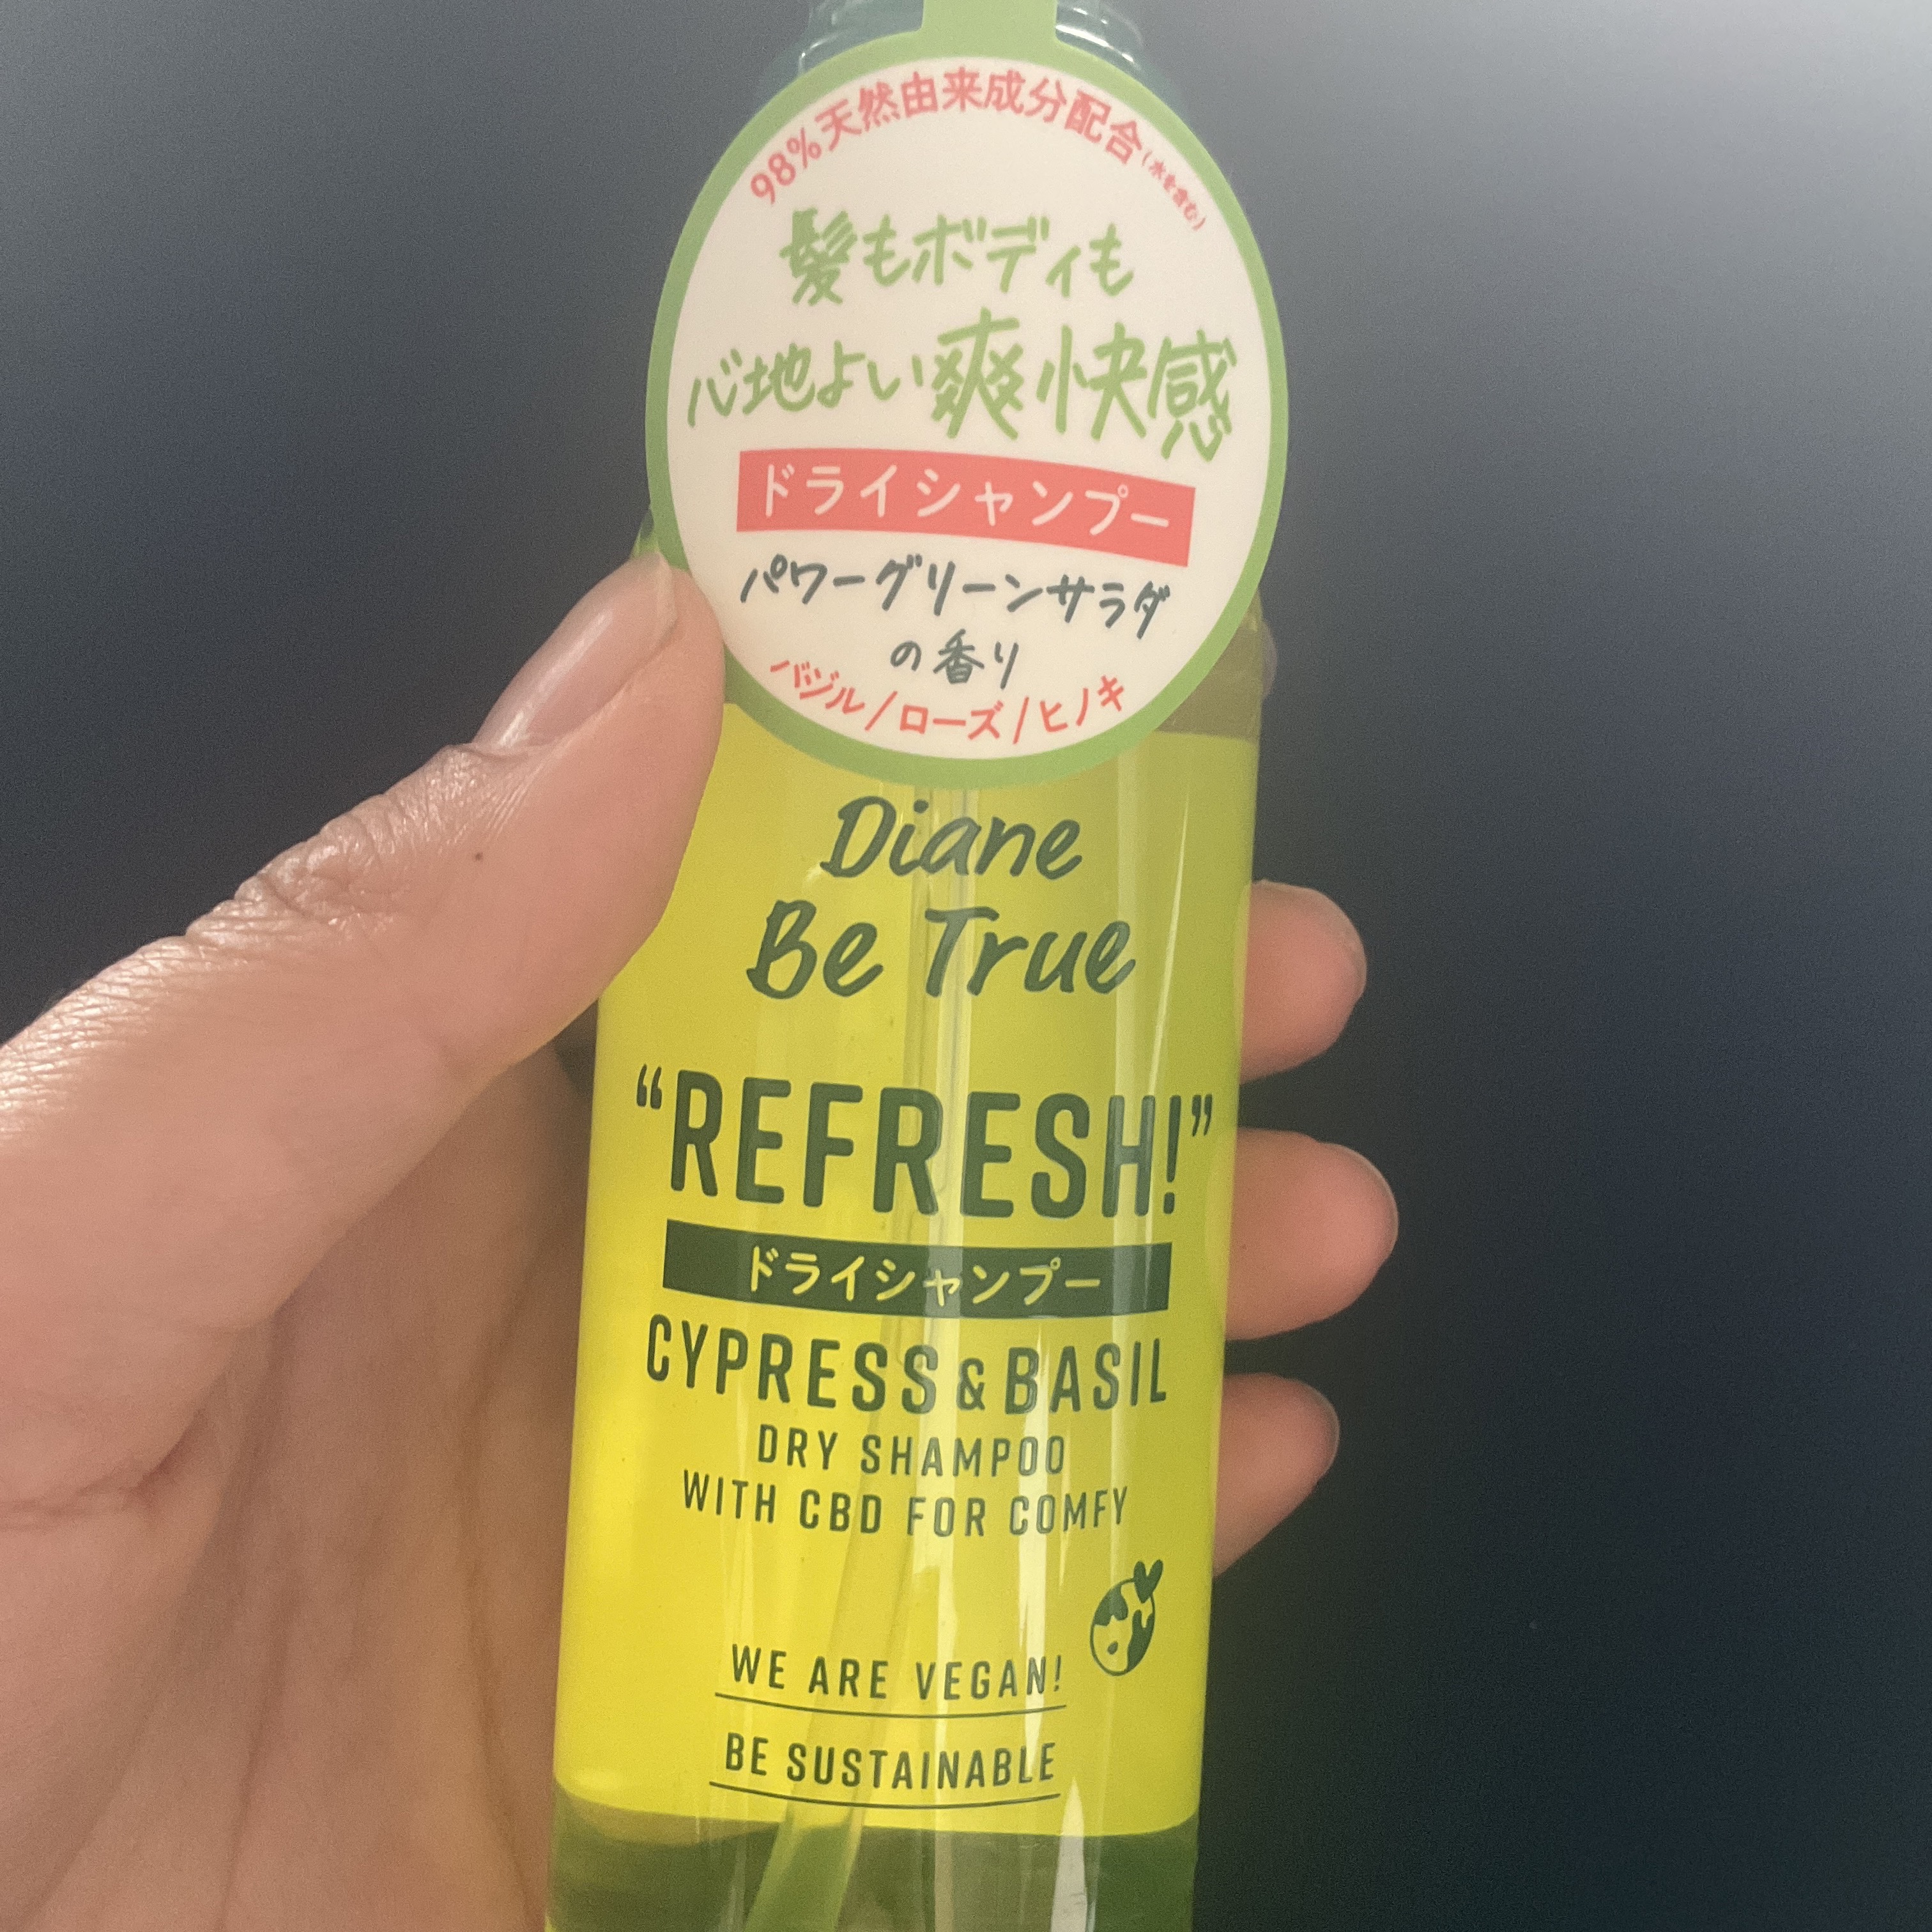 98%天然由来成分配合(水を含む)
髪もボディも
心地よい爽快感
ドライシャンプー
パワーグリーンサラダ
の香り
バジル/ローズ/ヒノキ
Diane
Be True
“REFRESH!”
ドライシャンプー
CYPRESS & BASIL
DRY SHAMPOO
WITH CBD FOR COMFY
WE ARE VEGAN!
BE SUSTAINABLE